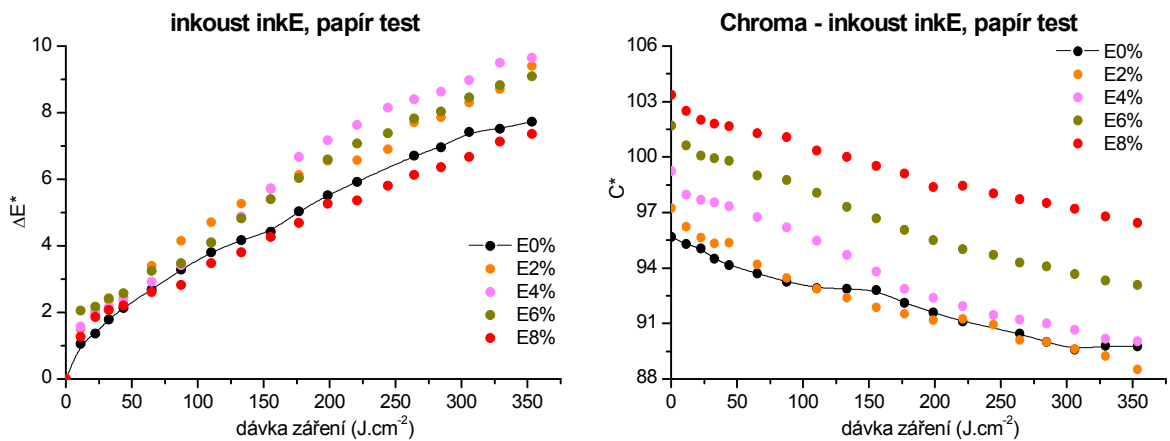 inkoust inkE, papír test
10
8
6
4
2
0
ΔE*
0 50 100 150 200 250 300 350
dávka záření (J.cm-2)
E0%
E2%
E4%
E6%
E8%
Chroma - inkoust inkE, papír test
106
103
100
97
94
91
88
C*
0 50 100 150 200 250 300 350
dávka záření (J.cm-2)
E0%
E2%
E4%
E6%
E8%